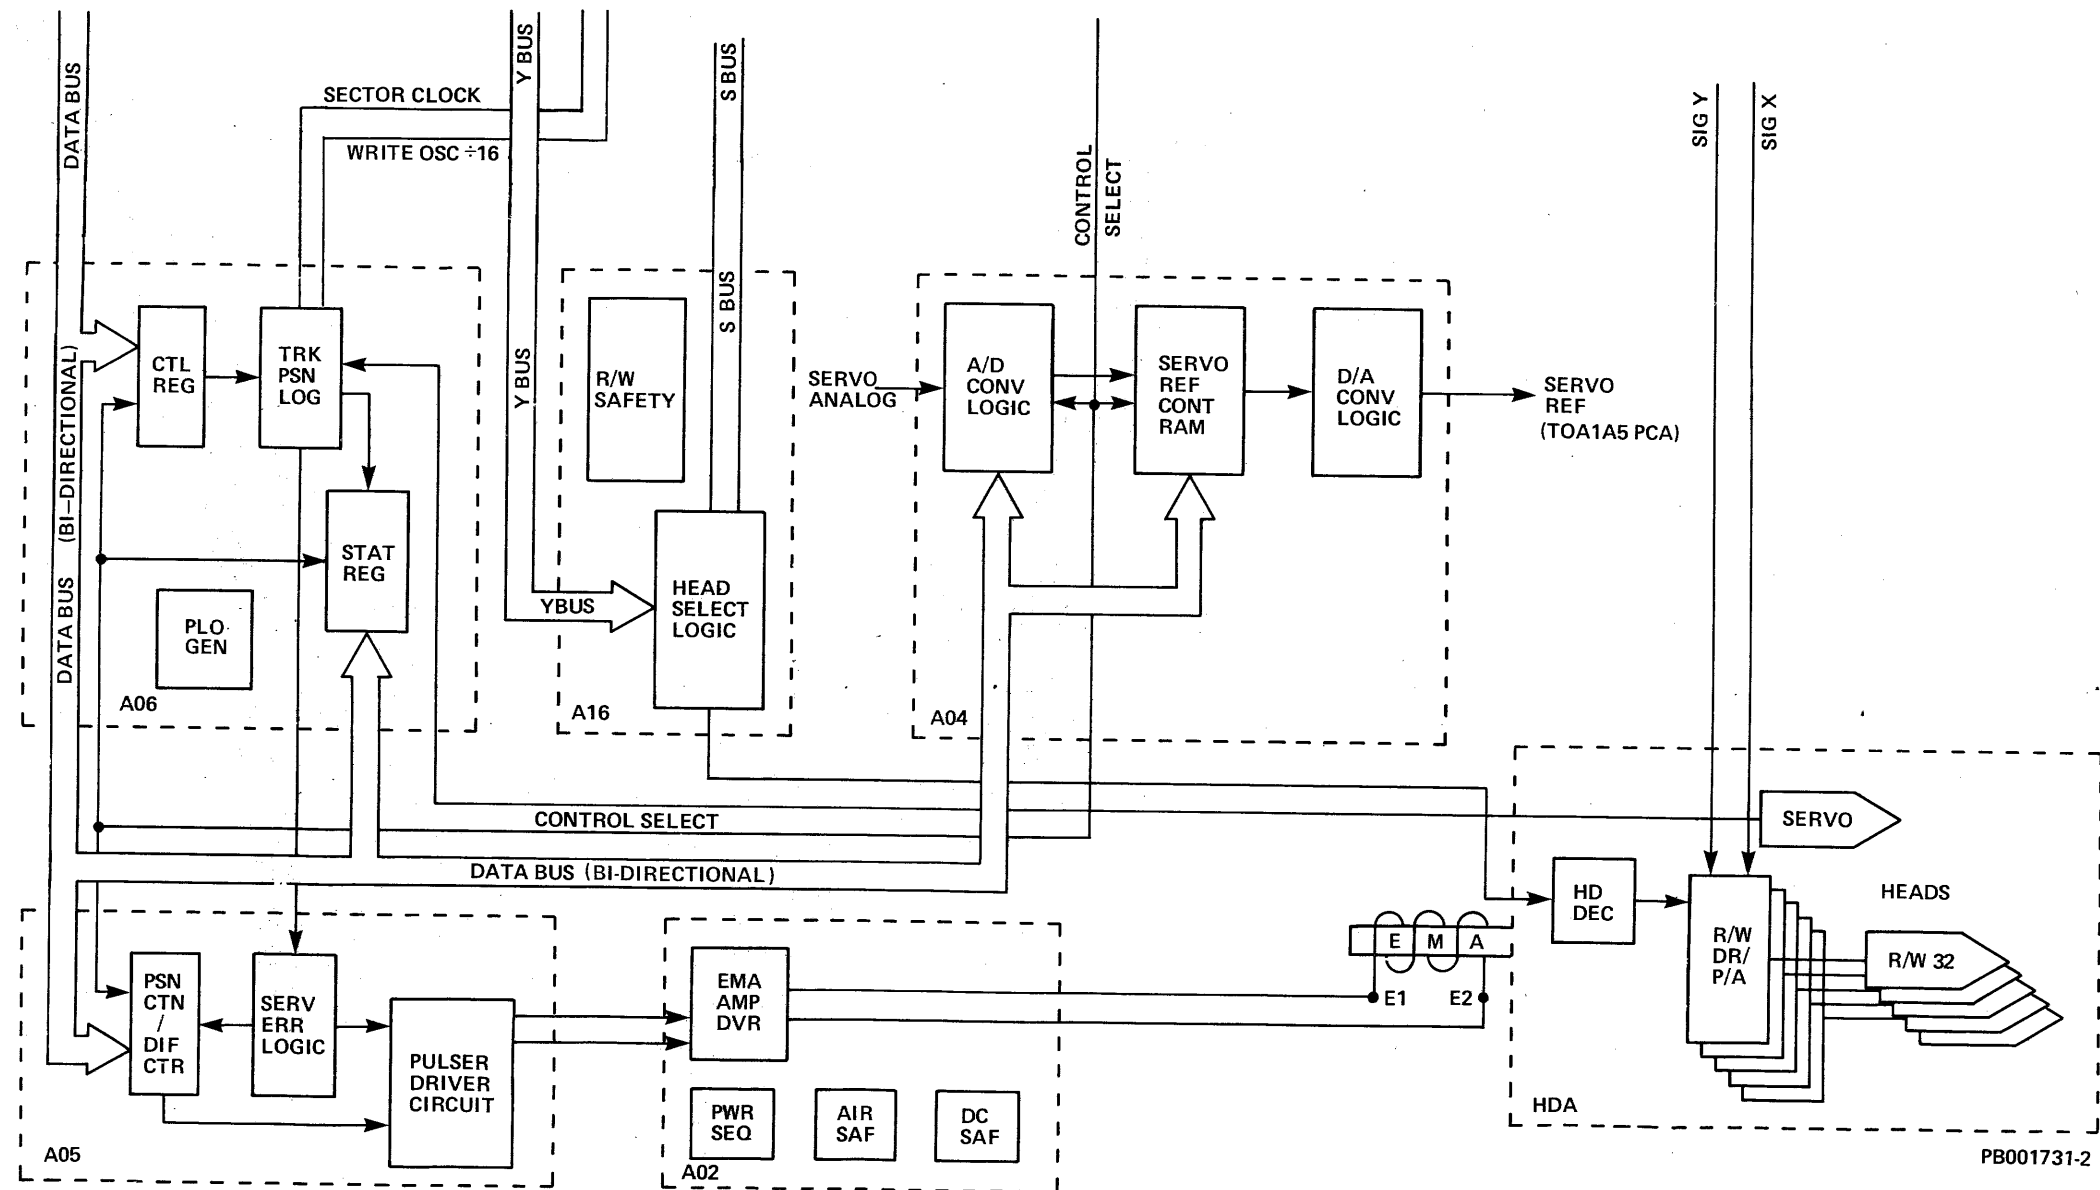 DATA BUS
SECTOR CLOCK
WRITE OSC ÷16
Y BUS
S BUS
CONTROL
SELECT
SIG Y
SIG X
DATA BUS (BI-DIRECTIONAL)
CTL
REG
TRK
PSN
LOG
STAT
REG
PLO
GEN
A06
Y BUS
YBUS
R/W
SAFETY
S BUS
HEAD
SELECT
LOGIC
A16
SERVO
ANALOG
A/D
CONV
LOGIC
SERVO
REF
CONT
RAM
D/A
CONV
LOGIC
SERVO
REF
(TOA1A5 PCA)
A04
CONTROL SELECT
DATA BUS (BI-DIRECTIONAL)
PSN
CTN
/
DIF
CTR
SERV
ERR
LOGIC
PULSER
DRIVER
CIRCUIT
A05
EMA
AMP
DVR
PWR
SEQ
AIR
SAF
DC
SAF
A02
E M A
E1 E2
SERVO
HD
DEC
HEADS
R/W
DR/
P/A
R/W 32
HDA
PB001731-2